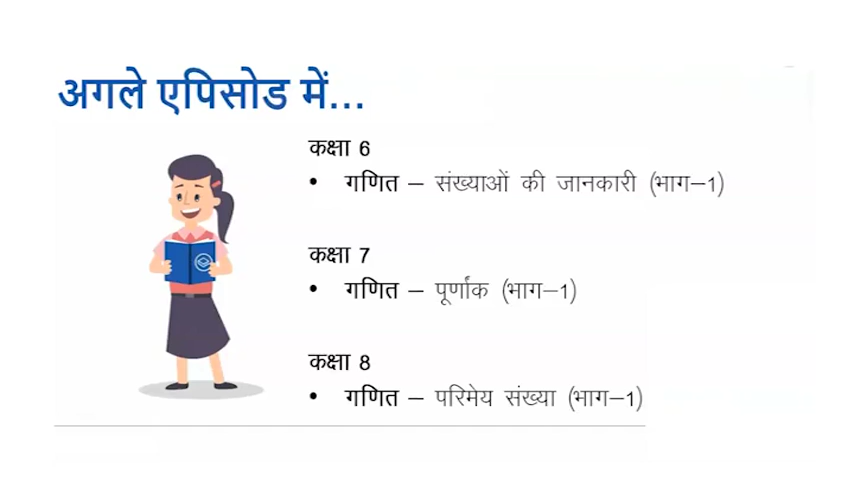 अगले एपिसोड में...
कक्षा 6
• गणित – संख्याओं की जानकारी (भाग–1)
कक्षा 7
• गणित – पूर्णांक (भाग–1)
कक्षा 8
• गणित – परिमेय संख्या (भाग–1)